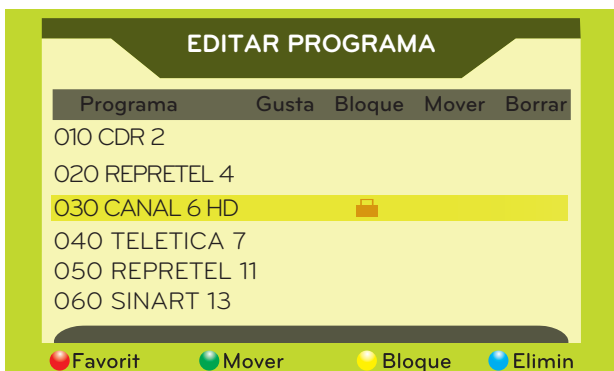 EDITAR PROGRAMA
Programa Gusta Bloque Mover Borrar
010 CDR 2
020 REPRETEL 4
030 CANAL 6 HD
040 TELETICA 7
050 REPRETEL 11
060 SINART 13
Favorit Mover Bloque Elimin